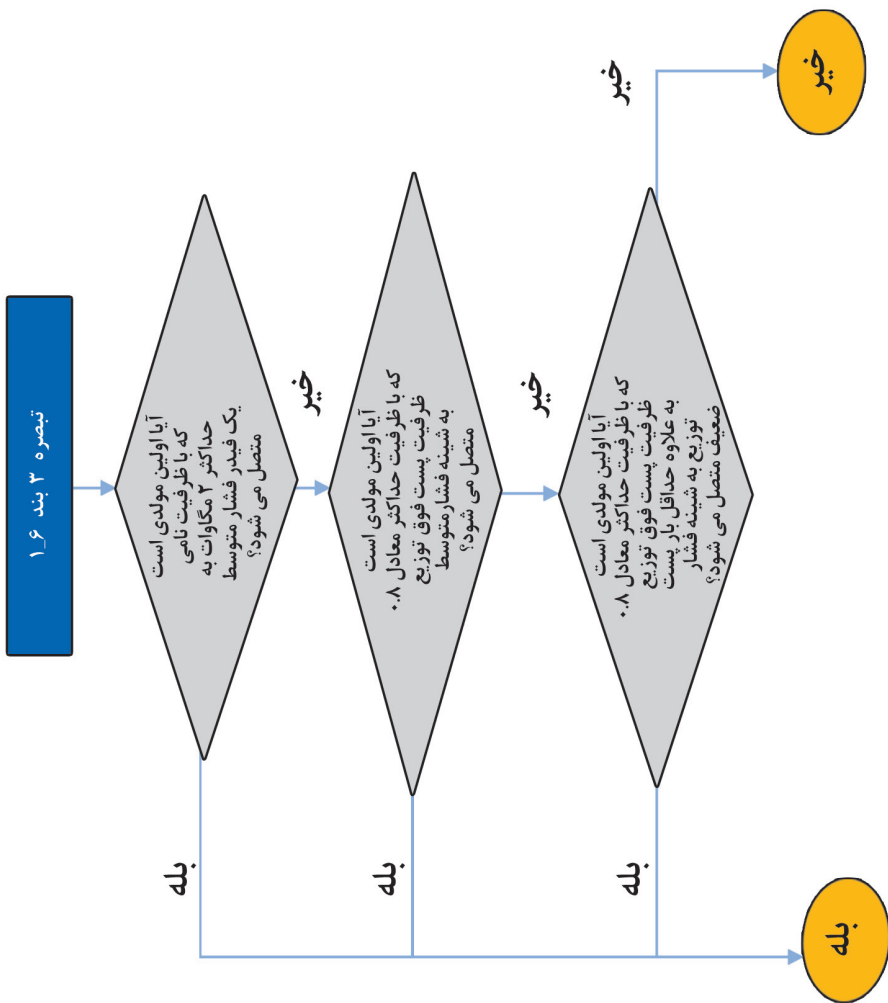 تبصره ۳ بند ۶_۱
آیا اولین مولدی است
که با ظرفیت نامی
حداکثر ۲ مگاوات به
یک فیدر فشار متوسط
متصل می شود؟
خیر
بله
آیا اولین مولدی است
که با ظرفیت حداکثر معادل ۰.۸
ظرفیت پست فوق توزیع
به شینه فشارمتوسط
متصل می شود؟
خیر
بله
آیا اولین مولدی است
که با ظرفیت حداکثر معادل ۰.۸
ظرفیت پست فوق توزیع
به علاوه حداقل بار پست
توزیع به شینه فشار
ضعیف متصل می شود؟
خیر
بله
خیر
بله